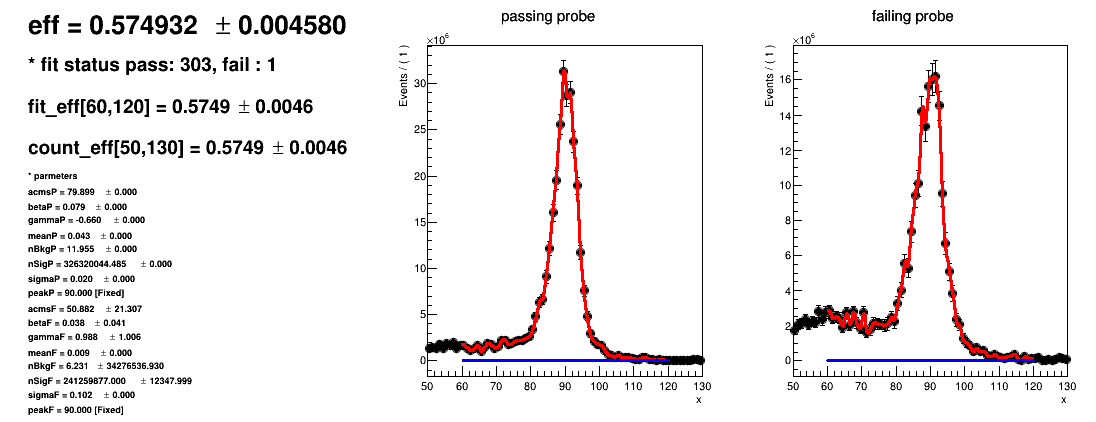 eff = 0.574932 ± 0.004580
* fit status pass: 303, fail : 1
fit_eff[60,120] = 0.5749 ± 0.0046
count_eff[50,130] = 0.5749 ± 0.0046
* parmeters
acmsP = 79.899 ± 0.000
betaP = 0.079 ± 0.000
gammaP = -0.660 ± 0.000
meanP = 0.043 ± 0.000
nBkgP = 11.955 ± 0.000
nSigP = 326320044.485 ± 0.000
sigmaP = 0.020 ± 0.000
peakP = 90.000 [Fixed]
acmsF = 50.882 ± 21.307
betaF = 0.038 ± 0.041
gammaF = 0.988 ± 1.006
meanF = 0.009 ± 0.000
nBkgF = 6.231 ± 34276536.930
nSigF = 241259877.000 ± 12347.999
sigmaF = 0.102 ± 0.000
peakF = 90.000 [Fixed]
passing probe
×10⁶
Events / ( 1 )
30
20
10
5
0
50 60 70 80 90 100 110 120 130
x
failing probe
×10⁶
Events / ( 1 )
16
14
12
10
8
6
4
2
0
50 60 70 80 90 100 110 120 130
x